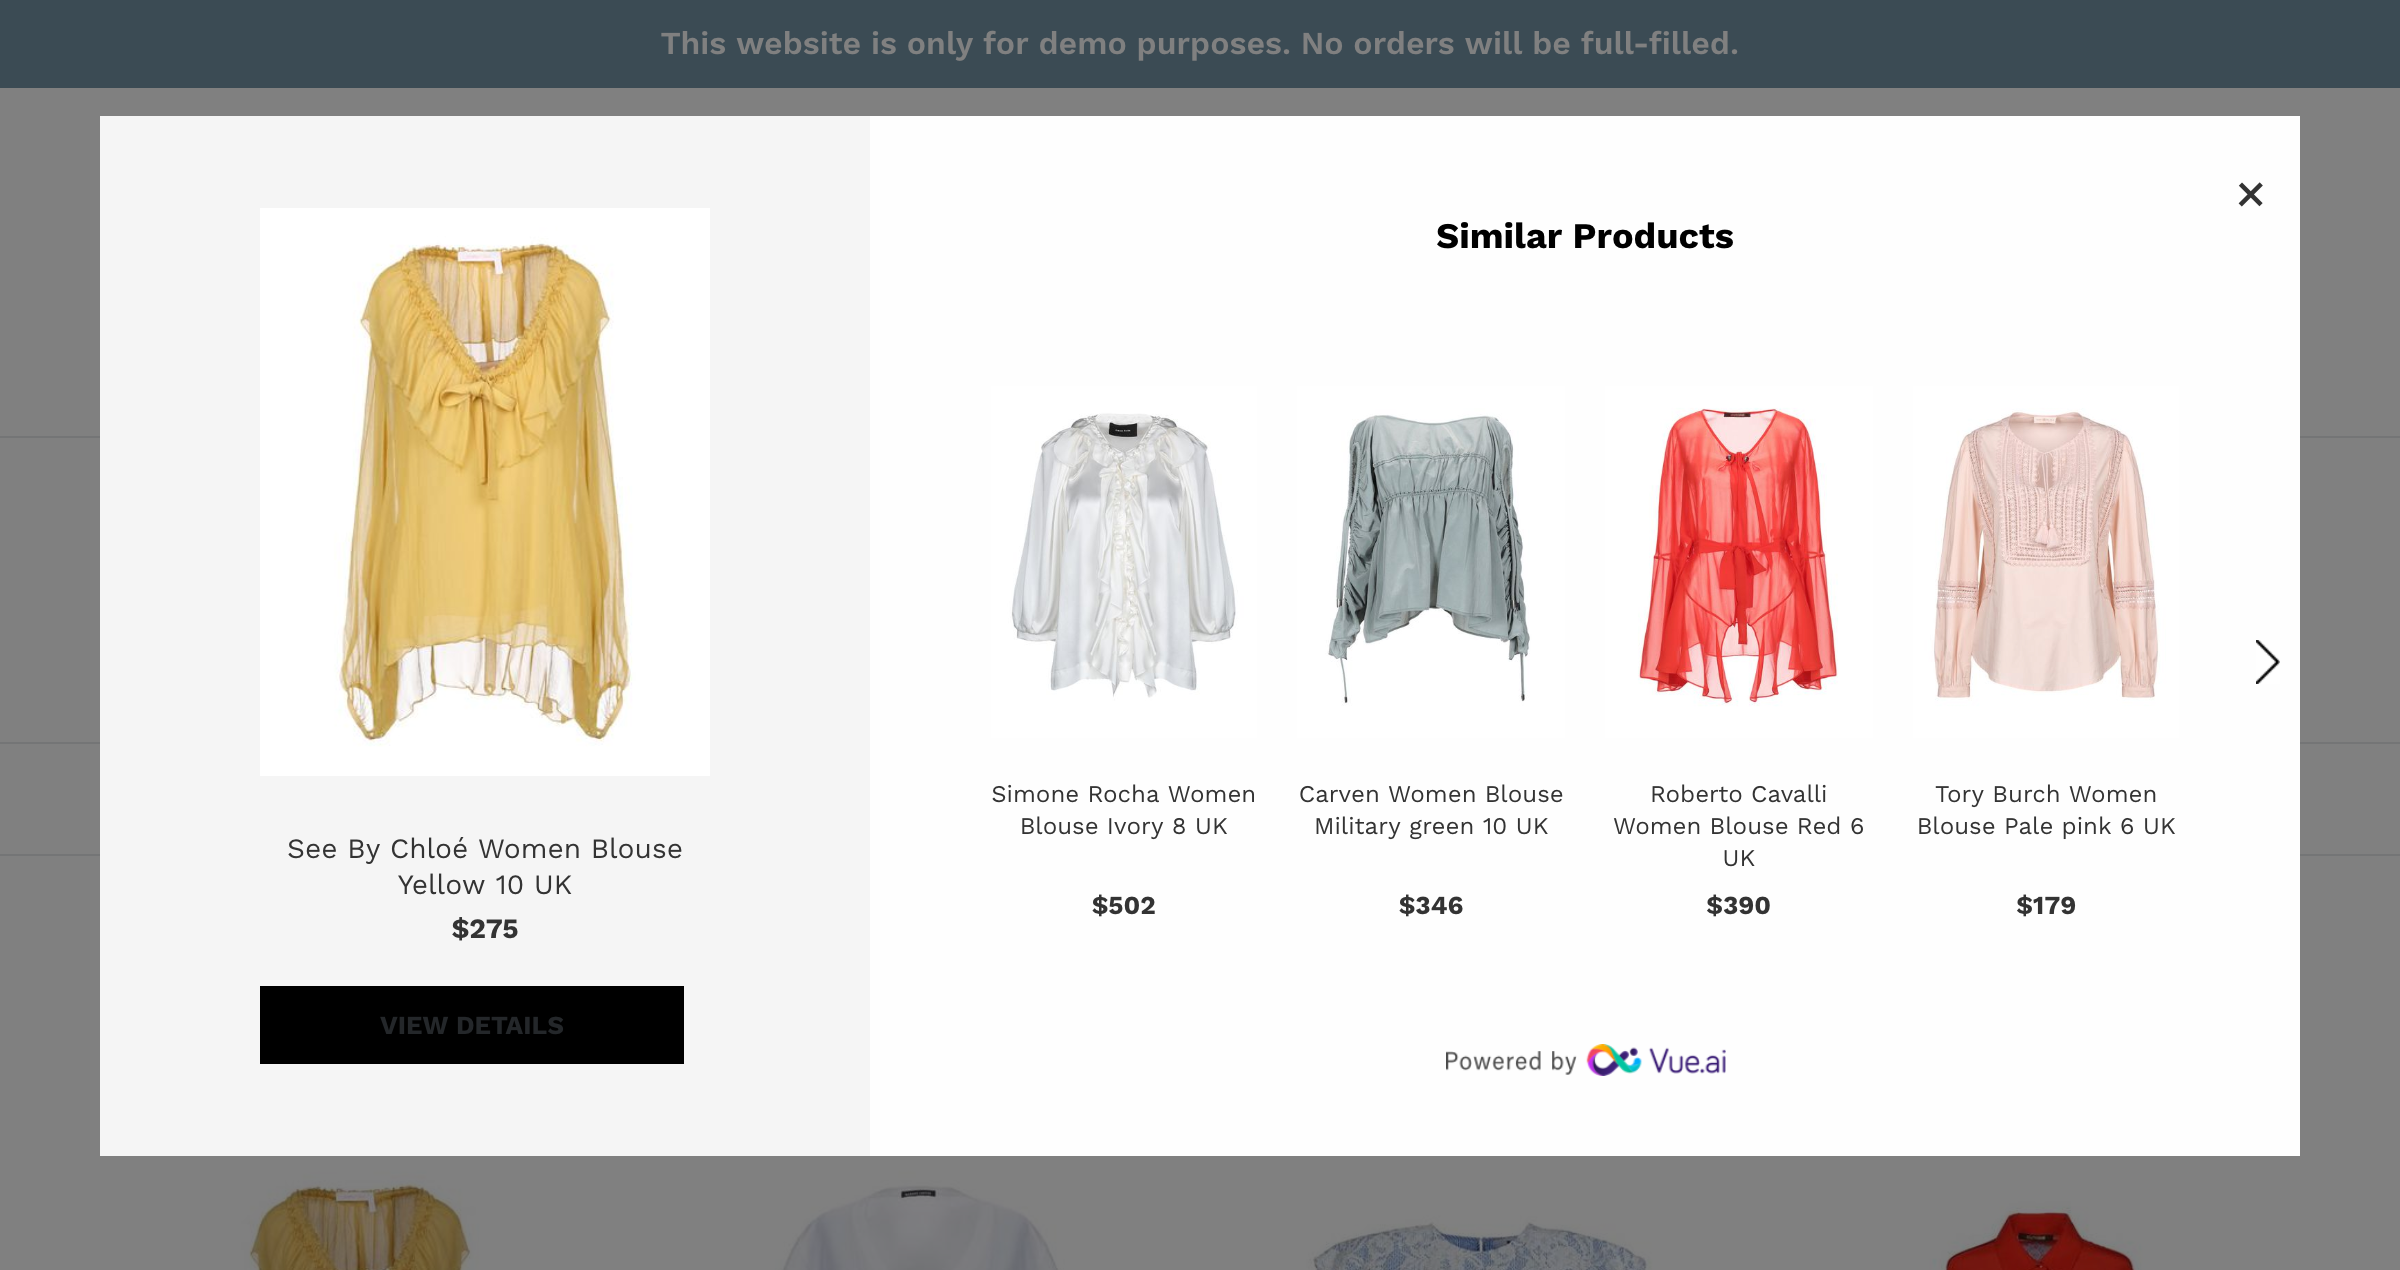 This website is only for demo purposes. No orders will be full-filled.
Similar Products
See By Chloé Women Blouse
Yellow 10 UK
$275
VIEW DETAILS
Simone Rocha Women
Blouse Ivory 8 UK
$502
Carven Women Blouse
Military green 10 UK
$346
Roberto Cavalli
Women Blouse Red 6
UK
$390
Tory Burch Women
Blouse Pale pink 6 UK
$179
Powered by Vue.ai